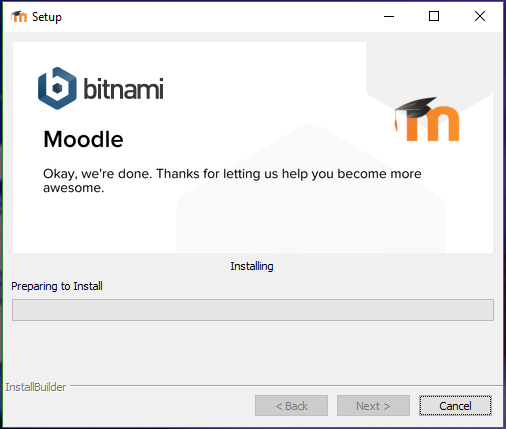 Setup
bitnami
Moodle
Okay, we're done. Thanks for letting us help you become more
awesome.
Installing
Preparing to Install
InstallBuilder
< Back
Next >
Cancel